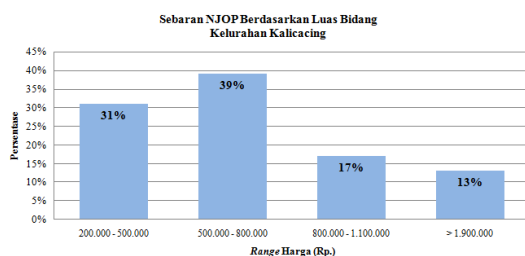 Sebaran NJOP Berdasarkan Luas Bidang
Kelurahan Kalicacing
45%
40%
35%
30%
25%
20%
15%
10%
5%
0%
Persentase
31%
39%
17%
13%
200.000 - 500.000
500.000 - 800.000
800.000 - 1.100.000
> 1.900.000
Range Harga (Rp.)